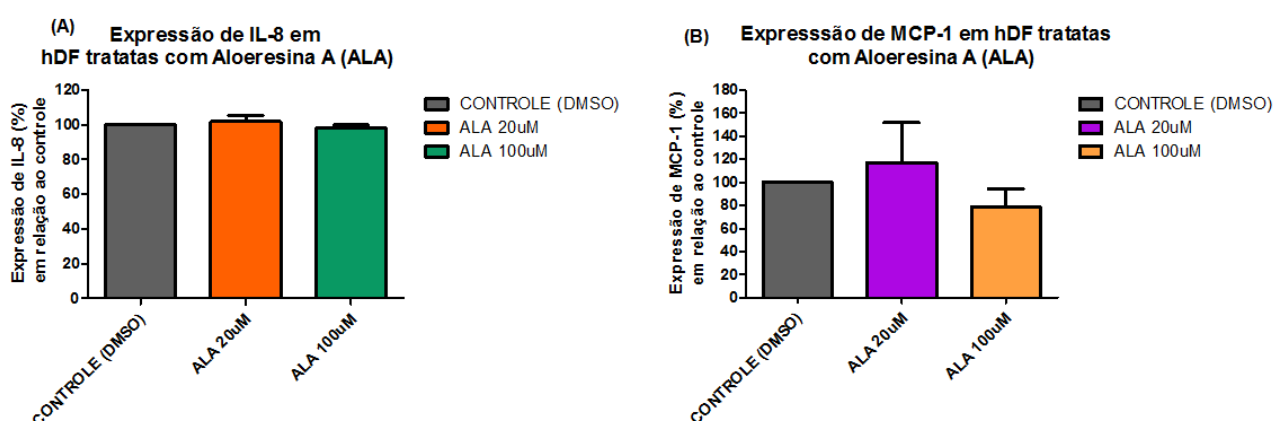 (A)
Expressão de IL-8 em
hDF tratatas com Aloeresina A (ALA)
Expressão de IL-8 (%)
em relação ao controle
120
100
80
60
40
20
0
CONTROLE (DMSO)
ALA 20uM
ALA 100uM
CONTROLE (DMSO)
ALA 20uM
ALA 100uM
(B)
Expresssão de MCP-1 em hDF tratatas
com Aloeresina A (ALA)
Expressão de MCP-1 (%)
em relação ao controle
180
160
140
120
100
80
60
40
20
0
CONTROLE (DMSO)
ALA 20uM
ALA 100uM
CONTROLE (DMSO)
ALA 20uM
ALA 100uM